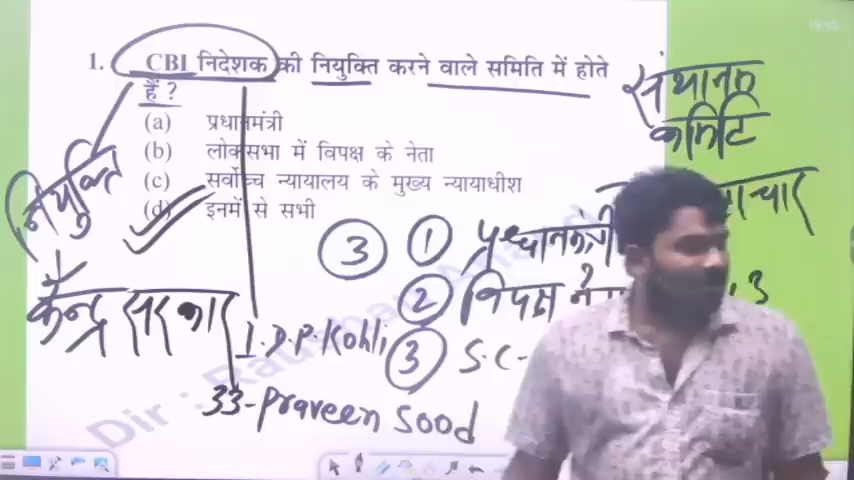 1. CBI निदेशक की नियुक्ति करने वाले समिति में होते
हैं ?
(a) प्रधानमंत्री
(b) लोकसभा में विपक्ष के नेता
(c) सर्वोच्च न्यायालय के मुख्य न्यायाधीश
(d) इनमें से सभी
संथानम
कमिटि
नियुक्ति
केन्द्र सरकार
3
1 प्रधानमंत्री
2 विपक्ष
3 S.C-
1. D.P. Kohli
33-Praveen Sood
Dir :